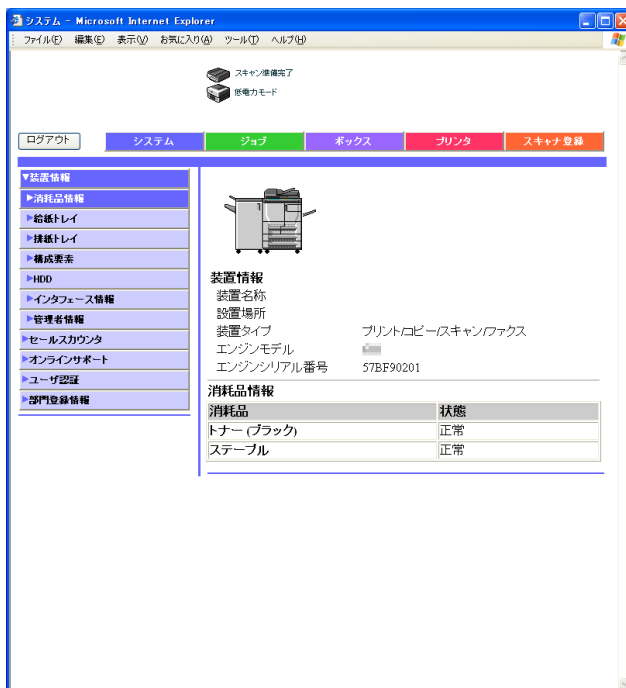 システム - Microsoft Internet Explorer
ファイル(F) 編集(E) 表示(V) お気に入り(A) ツール(T) ヘルプ(H)
スキャン準備完了
低電力モード
ログアウト システム ジョブ ボックス プリンタ スキャナ登録
▼装置情報
▶消耗品情報
▶給紙トレイ
▶排紙トレイ
▶構成要素
▶HDD
▶インタフェース情報
▶管理者情報
▶セールスカウンタ
▶オンラインサポート
▶ユーザ認証
▶部門登録情報
装置情報
装置名称
設置場所
装置タイプ プリント/コピー/スキャン/ファクス
エンジンモデル
エンジンシリアル番号 57BF90201
消耗品情報
消耗品 状態
トナー (ブラック) 正常
ステープル 正常